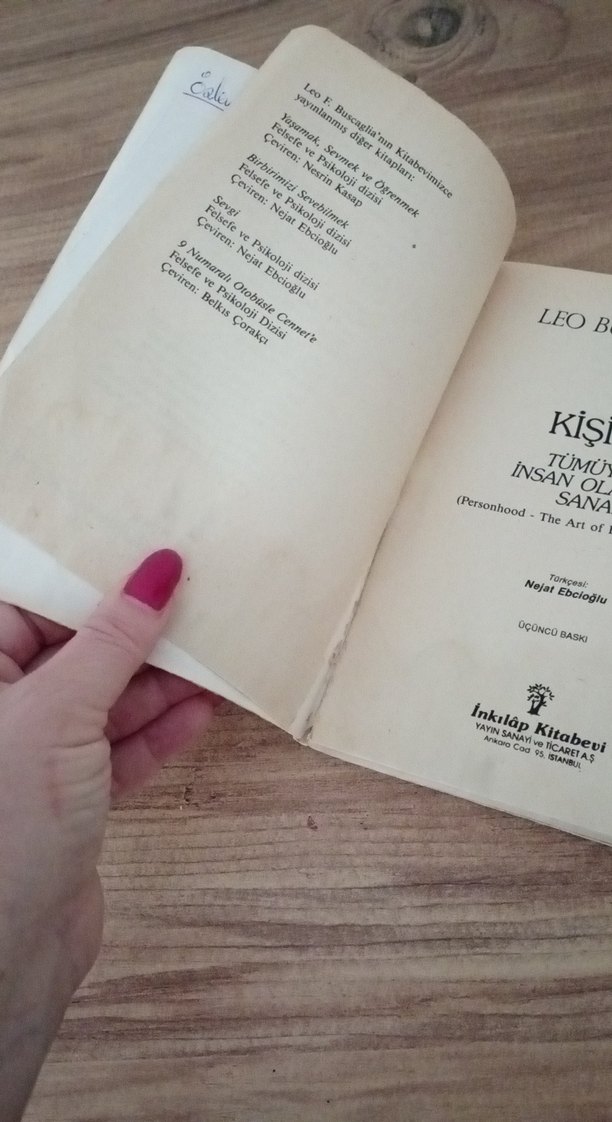 Leo F. Buscaglia'nın Kitabevimizce
yayınlanmış diğer kitapları:
Yaşamak, Sevmek ve Öğrenmek
Felsefe ve Psikoloji dizisi
Çeviren: Nesrin Kasap
Birbirimizi Sevebilmek
Felsefe ve Psikoloji dizisi
Çeviren: Nejat Ebcioğlu
Sevgi
Felsefe ve Psikoloji dizisi
Çeviren: Nejat Ebcioğlu
9 Numaralı Otobüsle Cennet'e
Felsefe ve Psikoloji Dizisi
Çeviren: Belkıs Çorakçı
LEO
KİŞİ
TÜMÜY
İNSAN OLA
SANA
(Personhood - The Art of
Türkçesi:
Nejat Ebcioğlu
ÜÇÜNCÜ BASKI
İnkılâp Kitabevi
YAYIN SANAYİ ve TİCARET A.Ş
Ankara Cad 95, İSTANBUL